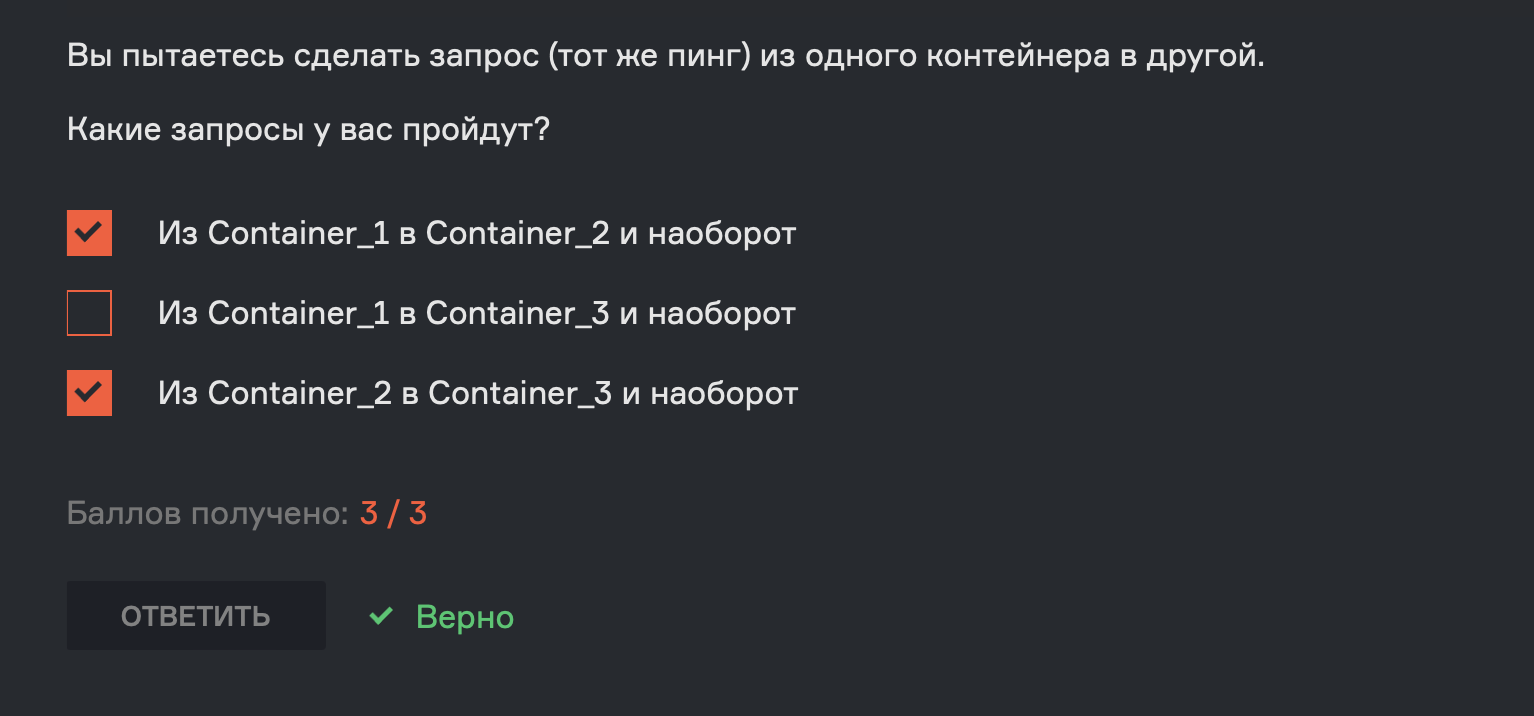 Вы пытаетесь сделать запрос (тот же пинг) из одного контейнера в другой.
Какие запросы у вас пройдут?
Из Container_1 в Container_2 и наоборот
Из Container_1 в Container_3 и наоборот
Из Container_2 в Container_3 и наоборот
Баллов получено: 3 / 3
ОТВЕТИТЬ
Верно